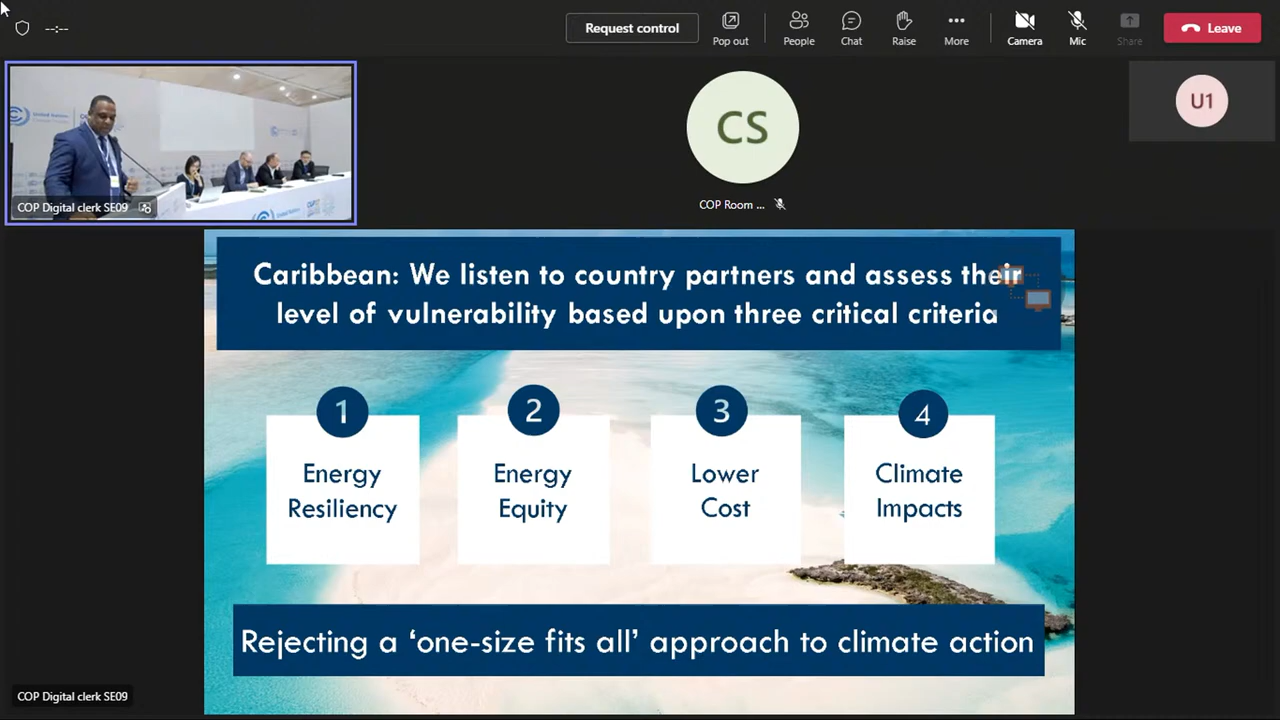 --:--
Request control
Pop out
People
Chat
Raise
More
Camera
Mic
Share
Leave
United Nations
COP Digital clerk SE09
CS
COP Room ...
U1
Caribbean: We listen to country partners and assess their
level of vulnerability based upon three critical criteria
1
Energy
Resiliency
2
Energy
Equity
3
Lower
Cost
4
Climate
Impacts
Rejecting a ‘one-size fits all’ approach to climate action
COP Digital clerk SE09